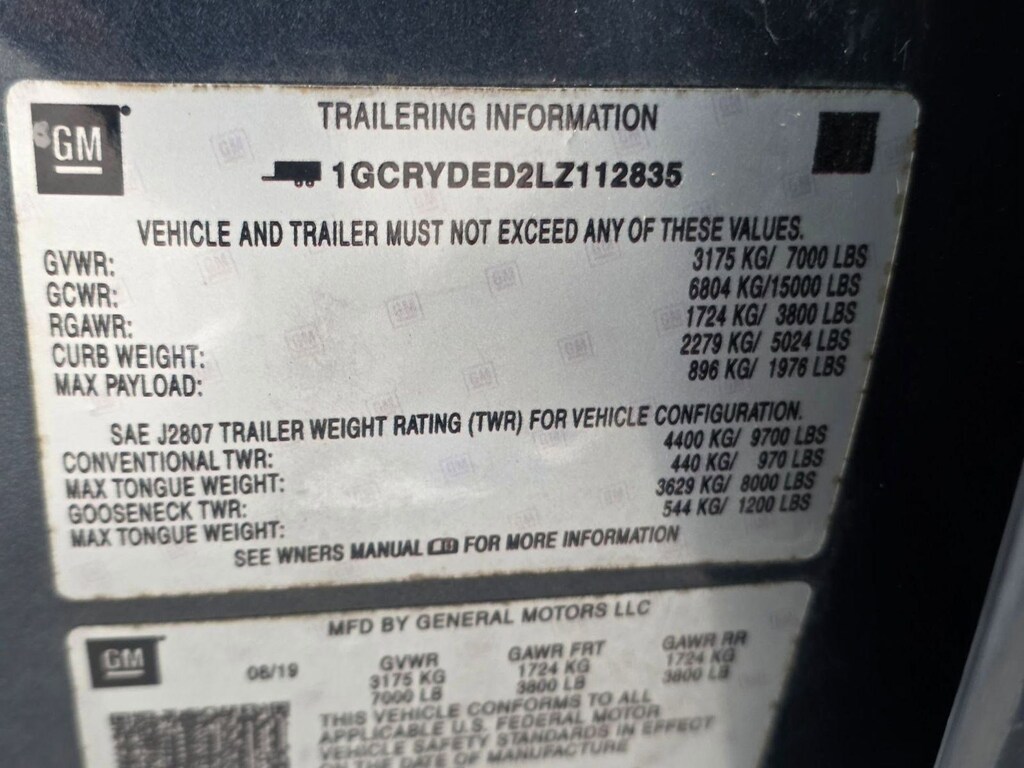 GM
TRAILERING INFORMATION
1GCRYDED2LZ112835
VEHICLE AND TRAILER MUST NOT EXCEED ANY OF THESE VALUES.
GVWR: 3175 KG/ 7000 LBS
GCWR: 6804 KG/15000 LBS
RGAWR: 1724 KG/ 3800 LBS
CURB WEIGHT: 2279 KG/ 5024 LBS
MAX PAYLOAD: 896 KG/ 1976 LBS
SAE J2807 TRAILER WEIGHT RATING (TWR) FOR VEHICLE CONFIGURATION.
CONVENTIONAL TWR: 4400 KG/ 9700 LBS
MAX TONGUE WEIGHT: 440 KG/ 970 LBS
GOOSENECK TWR: 3629 KG/ 8000 LBS
MAX TONGUE WEIGHT: 544 KG/ 1200 LBS
SEE WNERS MANUAL FOR MORE INFORMATION
MFD BY GENERAL MOTORS LLC
GM
08/19
GVWR GAWR FRT GAWR RR
3175 KG 1724 KG 1724 KG
7000 LB 3800 LB 3800 LB
THIS VEHICLE CONFORMS TO ALL
APPLICABLE U.S. FEDERAL MOTOR
VEHICLE SAFETY STANDARDS IN EFFECT
ON THE DATE OF MANUFACTURE